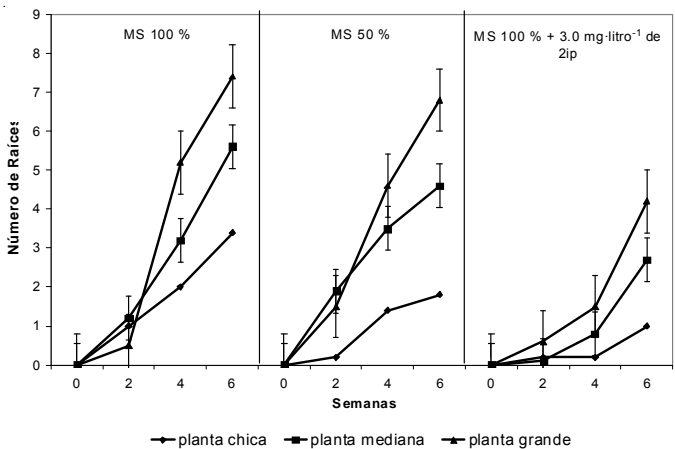 9
8
7
6
5
4
3
2
1
0
Número de Raíces
MS 100 %
MS 50 %
MS 100 % + 3.0 mg·litro⁻¹ de
2ip
0 2 4 6 0 2 4 6 0 2 4 6
Semanas
planta chica planta mediana planta grande